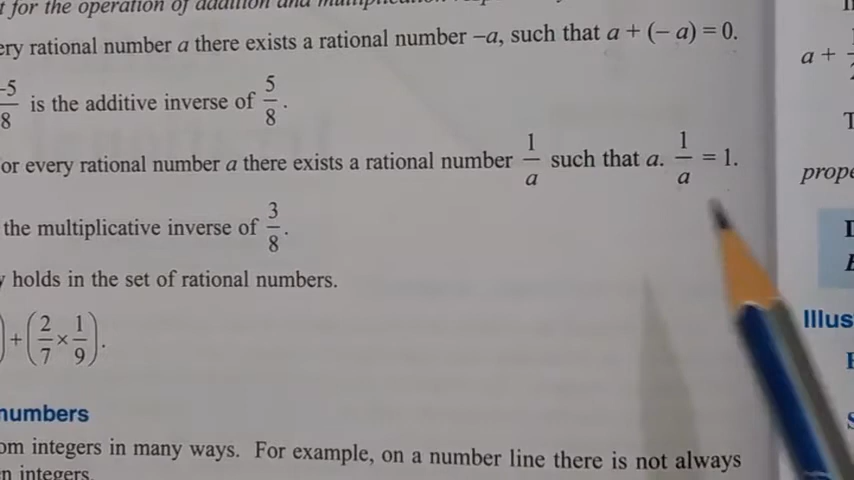 t for the operation of addition and
ery rational number a there exists a rational number –a, such that a + (– a) = 0.
-5/8 is the additive inverse of 5/8.
or every rational number a there exists a rational number 1/a such that a. 1/a = 1.
the multiplicative inverse of 3/8.
y holds in the set of rational numbers.
) + (2/7 × 1/9).
numbers
om integers in many ways. For example, on a number line there is not always
n integers.
a +
prope
Illus